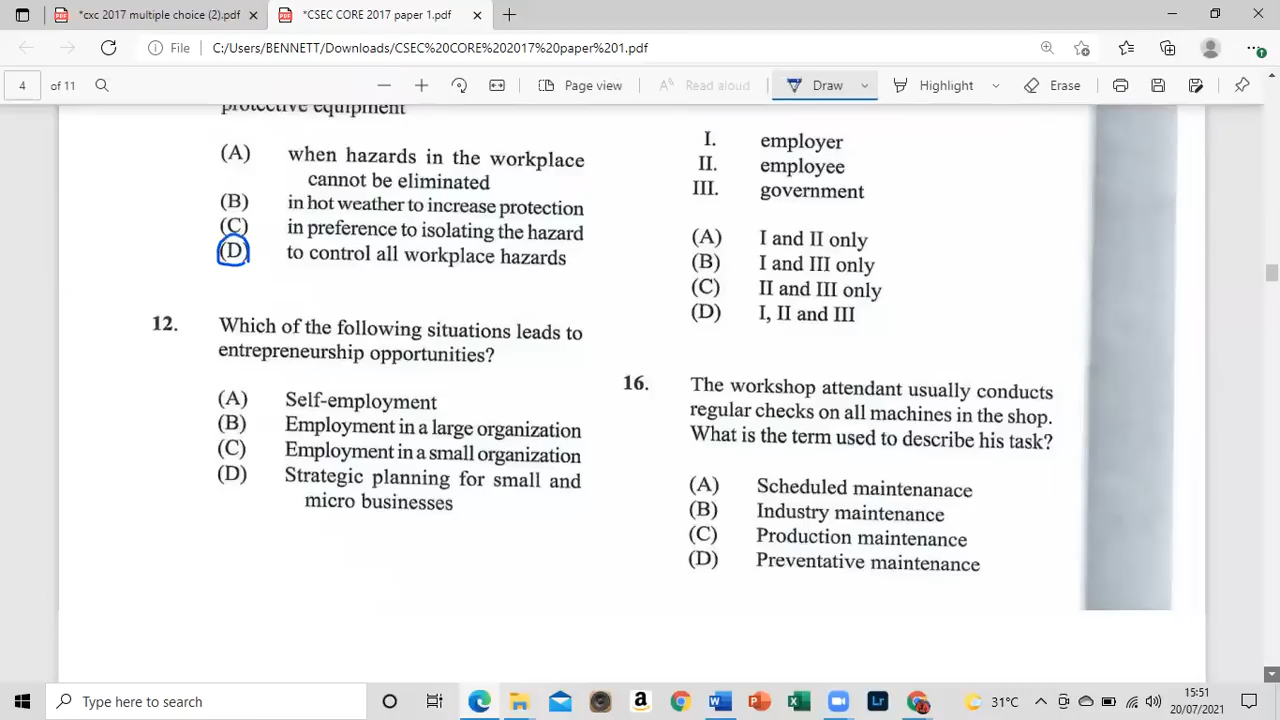 *cxc 2017 multiple choice (2).pdf
*CSEC CORE 2017 paper 1.pdf
File
C:/Users/BENNETT/Downloads/CSEC%20CORE%202017%20paper%201.pdf
4 of 11
Page view
Read aloud
Draw
Highlight
Erase
protective equipment
(A) when hazards in the workplace
cannot be eliminated
(B) in hot weather to increase protection
(C) in preference to isolating the hazard
(D) to control all workplace hazards
12. Which of the following situations leads to
entrepreneurship opportunities?
(A) Self-employment
(B) Employment in a large organization
(C) Employment in a small organization
(D) Strategic planning for small and
micro businesses
I. employer
II. employee
III. government
(A) I and II only
(B) I and III only
(C) II and III only
(D) I, II and III
16. The workshop attendant usually conducts
regular checks on all machines in the shop.
What is the term used to describe his task?
(A) Scheduled maintenanace
(B) Industry maintenance
(C) Production maintenance
(D) Preventative maintenance
Type here to search
31°C
15:51
20/07/2021